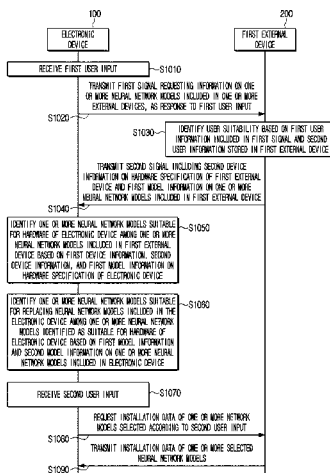 100
200
ELECTRONIC
DEVICE
FIRST EXTERNAL
DEVICE
RECEIVE FIRST USER INPUT
S1010
TRANSMIT FIRST SIGNAL REQUESTING INFORMATION ON ONE
OR MORE NEURAL NETWORK MODELS INCLUDED IN ONE OR MORE
EXTERNAL DEVICES, AS RESPONSE TO FIRST USER INPUT
S1020
S1030
IDENTIFY USER SUITABILITY BASED ON FIRST USER
INFORMATION INCLUDED IN FIRST SIGNAL AND SECOND
USER INFORMATION STORED IN FIRST EXTERNAL DEVICE
TRANSMIT SECOND SIGNAL INCLUDING SECOND DEVICE
INFORMATION ON HARDWARE SPECIFICATION OF FIRST EXTERNAL
DEVICE AND FIRST MODEL INFORMATION ON ONE OR MORE
NEURAL NETWORK MODELS INCLUDED IN FIRST EXTERNAL DEVICE
S1040
IDENTIFY ONE OR MORE NEURAL NETWORK MODELS SUITABLE
FOR HARDWARE OF ELECTRONIC DEVICE AMONG ONE OR MORE
NEURAL NETWORK MODELS INCLUDED IN FIRST EXTERNAL
DEVICE BASED ON FIRST DEVICE INFORMATION, SECOND
DEVICE INFORMATION, AND FIRST MODEL INFORMATION ON
HARDWARE SPECIFICATION OF ELECTRONIC DEVICE
S1050
IDENTIFY ONE OR MORE NEURAL NETWORK MODELS SUITABLE
FOR REPLACING NEURAL NETWORK MODELS INCLUDED IN THE
ELECTRONIC DEVICE AMONG ONE OR MORE NEURAL NETWORK
MODELS IDENTIFIED AS SUITABLE FOR HARDWARE OF
ELECTRONIC DEVICE BASED ON FIRST MODEL INFORMATION
AND SECOND MODEL INFORMATION ON ONE OR MORE NEURAL
NETWORK MODELS INCLUDED IN ELECTRONIC DEVICE
S1060
RECEIVE SECOND USER INPUT
S1070
REQUEST INSTALLATION DATA OF ONE OR MORE NETWORK
MODELS SELECTED ACCORDING TO SECOND USER INPUT
S1080
TRANSMIT INSTALLATION DATA OF ONE OR MORE SELECTED
NEURAL NETWORK MODELS
S1090